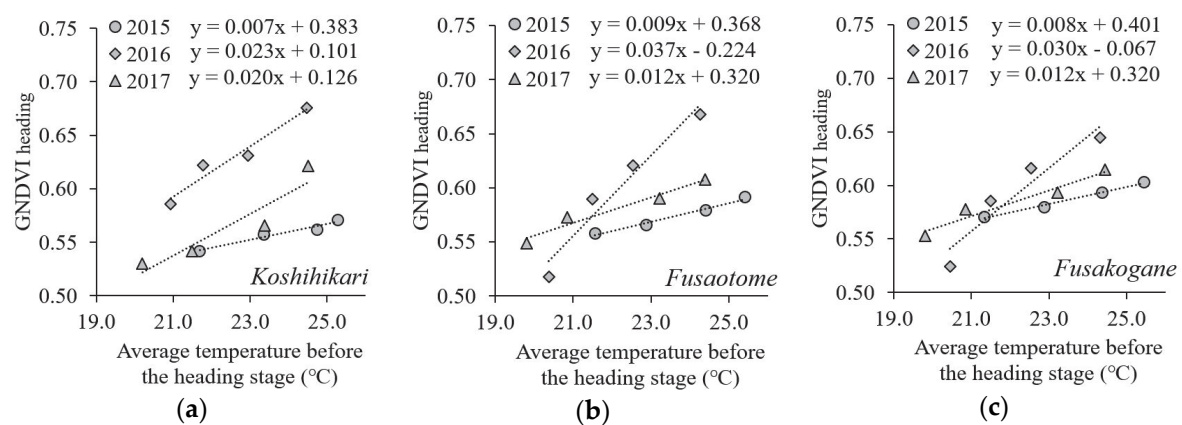 2015 y = 0.007x + 0.383
2016 y = 0.023x + 0.101
2017 y = 0.020x + 0.126
GNDVI heading
0.75
0.70
0.65
0.60
0.55
0.50
19.0 21.0 23.0 25.0
Koshihikari
Average temperature before
the heading stage (°C)
(a)
2015 y = 0.009x + 0.368
2016 y = 0.037x - 0.224
2017 y = 0.012x + 0.320
GNDVI heading
0.75
0.70
0.65
0.60
0.55
0.50
19.0 21.0 23.0 25.0
Fusaotome
Average temperature before
the heading stage (°C)
(b)
2015 y = 0.008x + 0.401
2016 y = 0.030x - 0.067
2017 y = 0.012x + 0.320
GNDVI heading
0.75
0.70
0.65
0.60
0.55
0.50
19.0 21.0 23.0 25.0
Fusakogane
Average temperature before
the heading stage (°C)
(c)